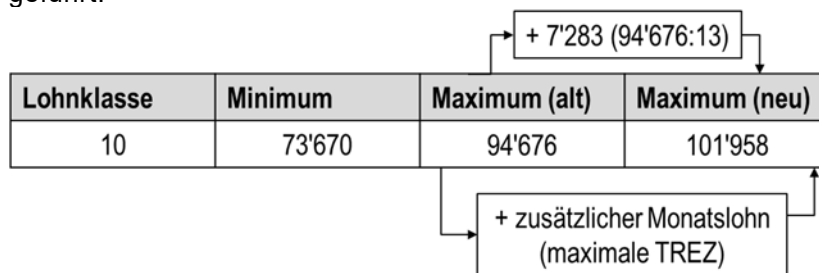 geführt.
+ 7'283 (94'676:13)
Lohnklasse Minimum Maximum (alt) Maximum (neu)
10 73'670 94'676 101'958
+ zusätzlicher Monatslohn
(maximale TREZ)